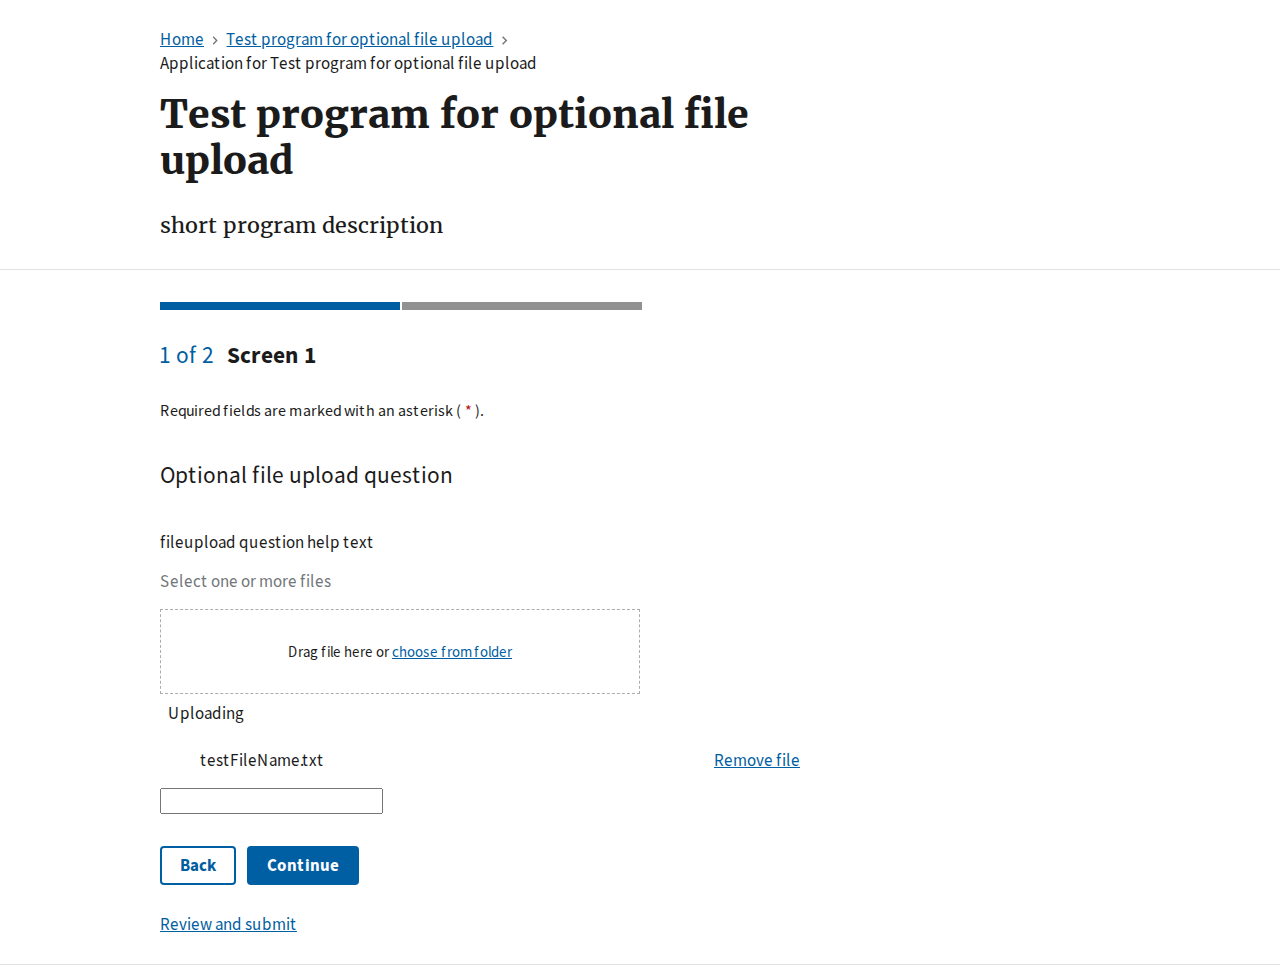 Home > Test program for optional file upload >
Application for Test program for optional file upload
Test program for optional file
upload
short program description
1 of 2 Screen 1
Required fields are marked with an asterisk ( * ).
Optional file upload question
fileupload question help text
Select one or more files
Drag file here or choose from folder
Uploading
testFileName.txt Remove file
Back Continue
Review and submit